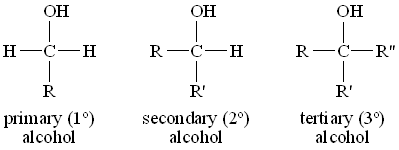 OH OH OH
H—C—H R—C—H R—C—R″
R R′ R′
primary (1°) secondary (2°) tertiary (3°)
alcohol alcohol alcohol